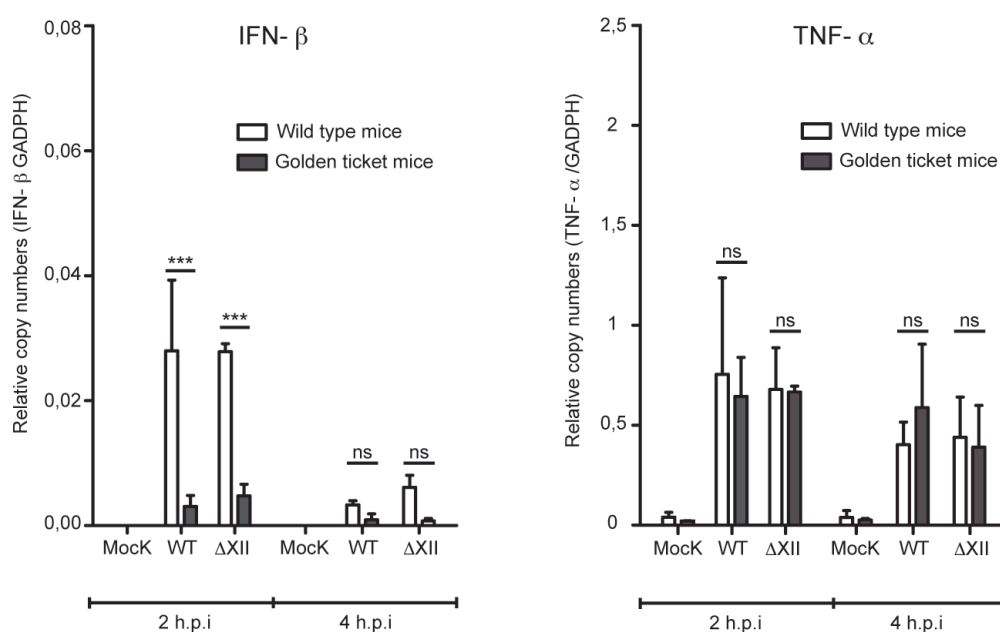 IFN- β
Relative copy numbers (IFN- β GADPH)
0,08
0,06
0,04
0,02
0,00
Wild type mice
Golden ticket mice
***
***
ns
ns
MocK WT ΔXII MocK WT ΔXII
2 h.p.i 4 h.p.i
TNF- α
Relative copy numbers (TNF- α /GADPH)
2,5
2
1,5
1
0,5
0
Wild type mice
Golden ticket mice
ns
ns
ns
ns
MocK WT ΔXII MocK WT ΔXII
2 h.p.i 4 h.p.i